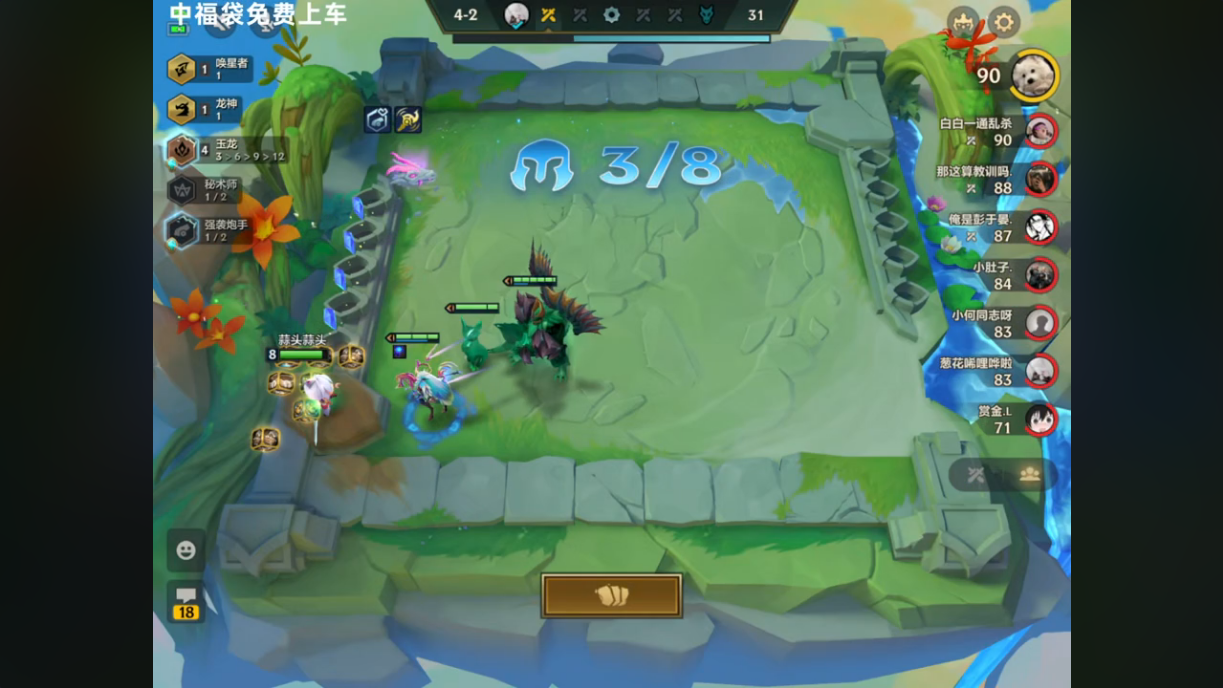 中福袋免费上车
4-2
31
1 唤星者
1
1 龙神
1
4 玉龙
3 > 6 > 9 > 12
秘术师
1 / 2
强袭炮手
1 / 2
3/8
蒜头蒜头
8
90
白白一通乱杀
90
那这算教训吗.
88
俺是彭于晏.
87
小肚子.
84
小何同志呀
83
葱花唏哩哗啦
83
赏金.L
71
18